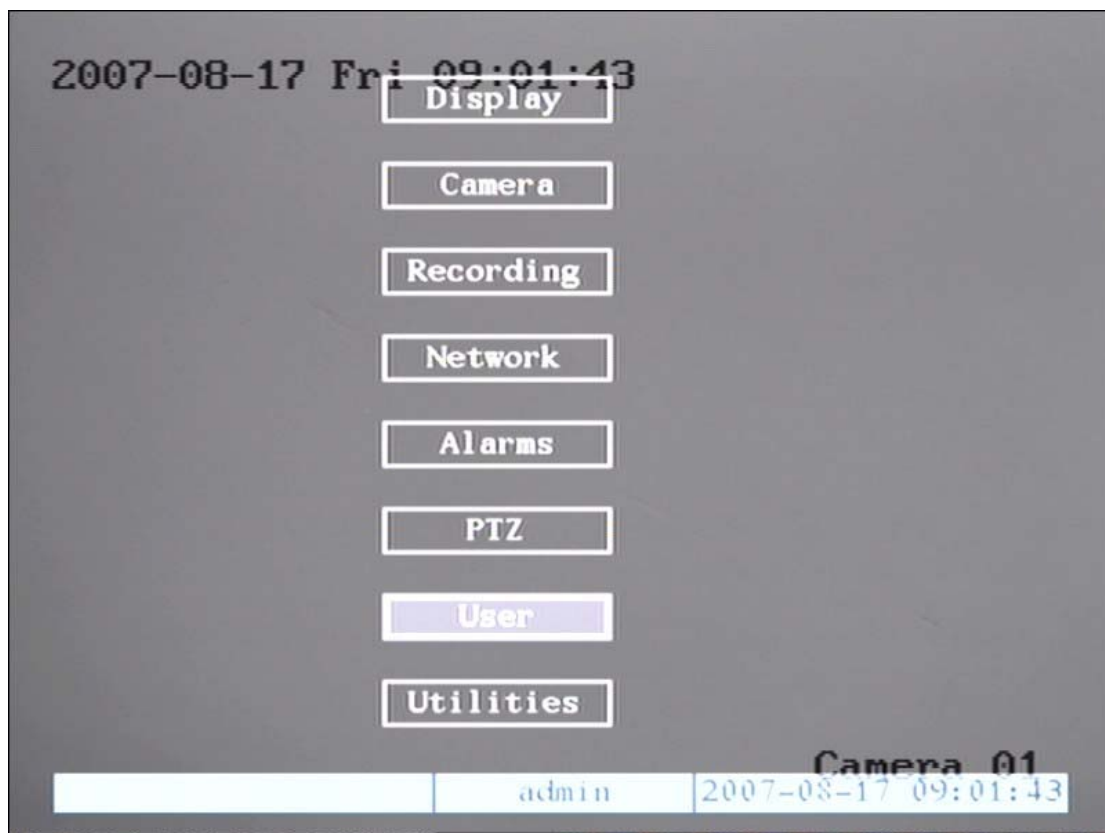 2007-08-17 Fri 09:01:43
Display
Camera
Recording
Network
Alarms
PTZ
User
Utilities
Camera 01
admin
2007-08-17 09:01:43